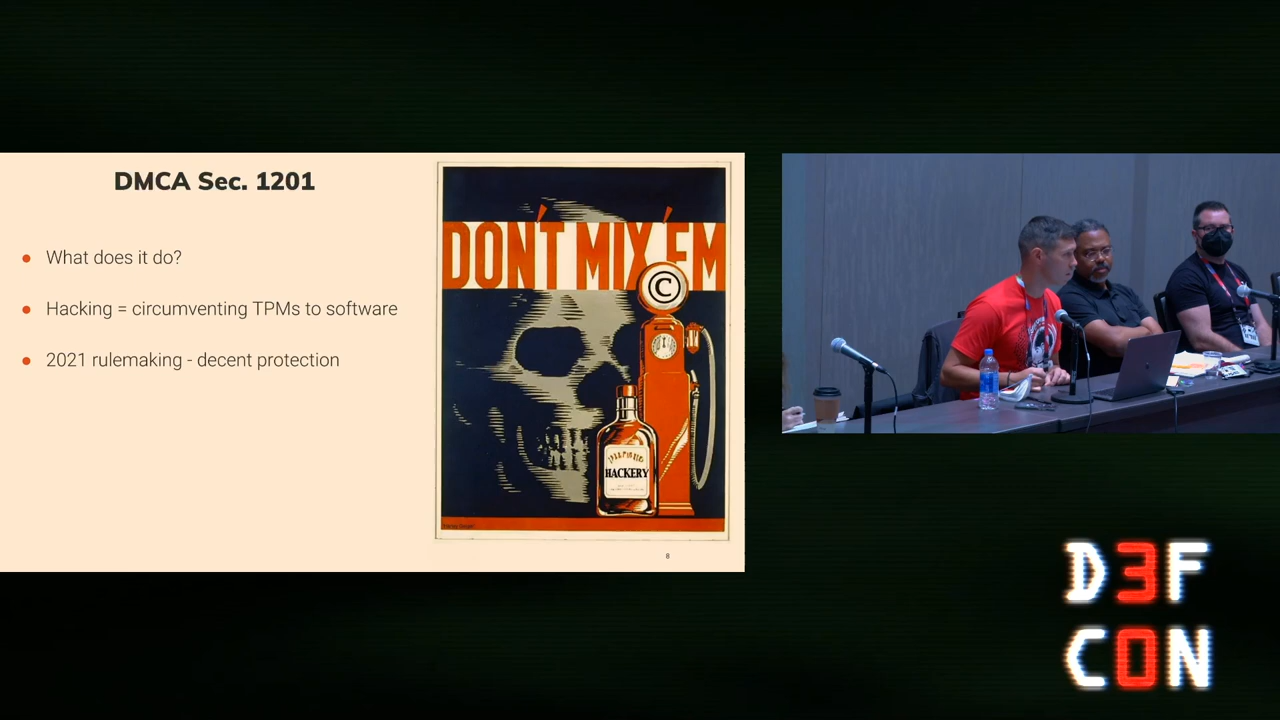 DMCA Sec. 1201
● What does it do?
● Hacking = circumventing TPMs to software
● 2021 rulemaking - decent protection
DON'T MIX 'EM
©
HACKERY
8
D3F
C0N